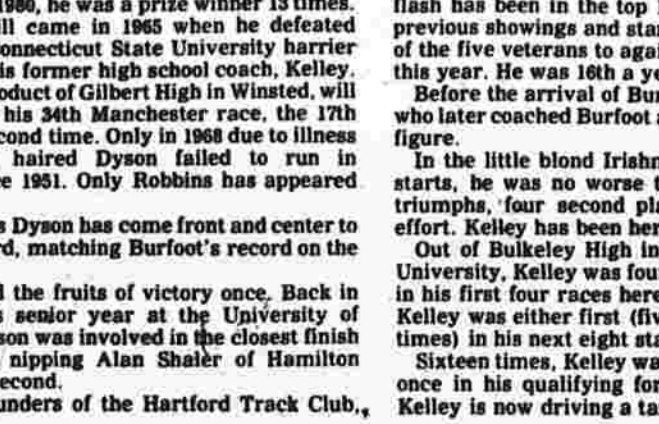 1980, he was a prize winner 13 times.
ill came in 1965 when he defeated
onnecticut State University harrier
is former high school coach, Kelley.
oduct of Gilbert High in Winsted, will
his 34th Manchester race, the 17th
cond time. Only in 1968 due to illness
haired Dyson failed to run in
e 1951. Only Robbins has appeared
s Dyson has come front and center to
rd, matching Burfoot's record on the
l the fruits of victory once. Back in
s senior year at the University of
son was involved in the closest finish
nipping Alan Shaler of Hamilton
econd.
unders of the Hartford Track Club,
flash has been in the top
previous showings and sta
of the five veterans to aga
this year. He was 16th a ye
Before the arrival of Bur
who later coached Burfoot a
figure.
In the little blond Irishm
starts, he was no worse t
triumphs, four second pla
effort. Kelley has been her
Out of Bulkeley High in
University, Kelley was four
in his first four races here
Kelley was either first (fiv
times) in his next eight sta
Sixteen times, Kelley wa
once in his qualifying for
Kelley is now driving a ta